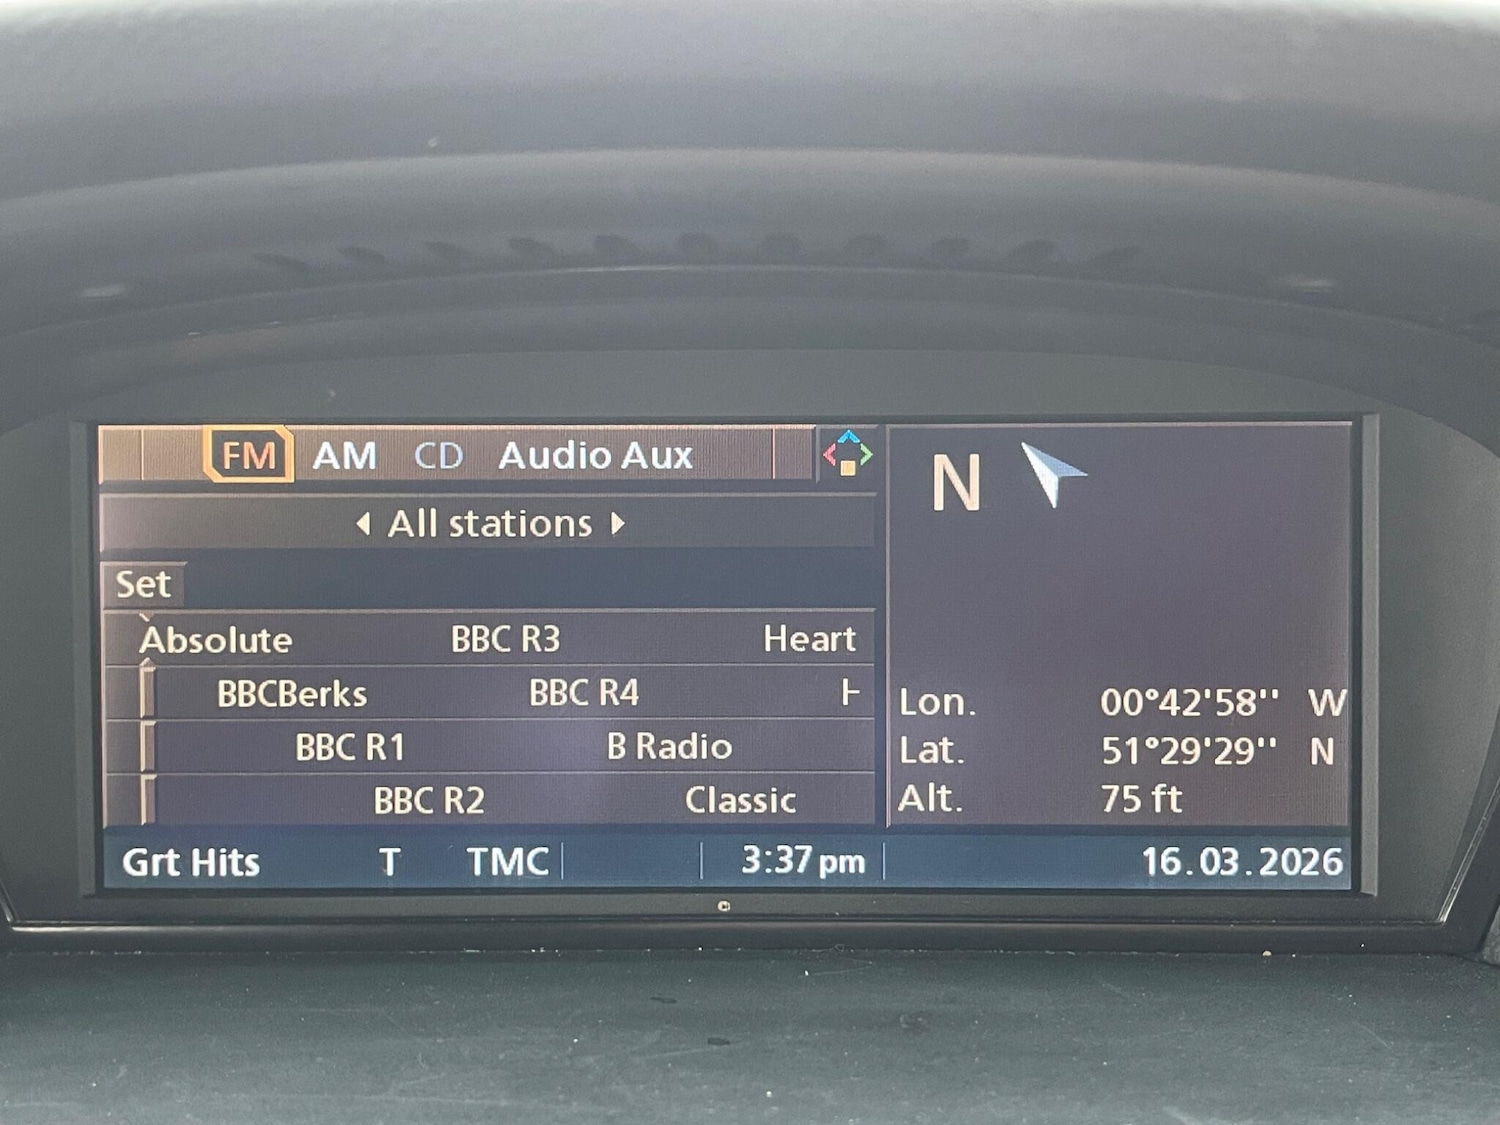 FM AM CD Audio Aux
All stations
Set
Absolute BBC R3 Heart
BBCBerks BBC R4
BBC R1 B Radio
BBC R2 Classic
Grt Hits T TMC 3:37 pm
N
Lon. 00°42'58'' W
Lat. 51°29'29'' N
Alt. 75 ft
16.03.2026